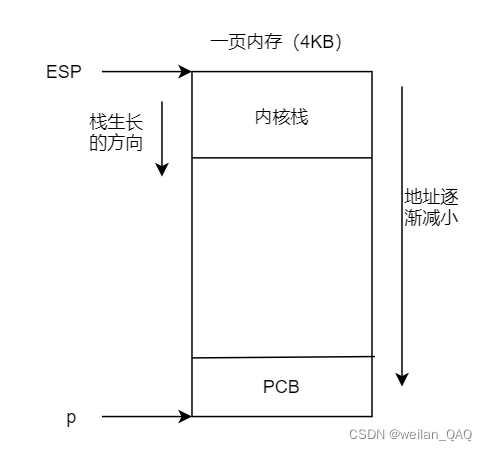 一页内存（4KB）
ESP
栈生长
的方向
内核栈
地址逐
渐减小
PCB
p
CSDN @weilan_QAQ